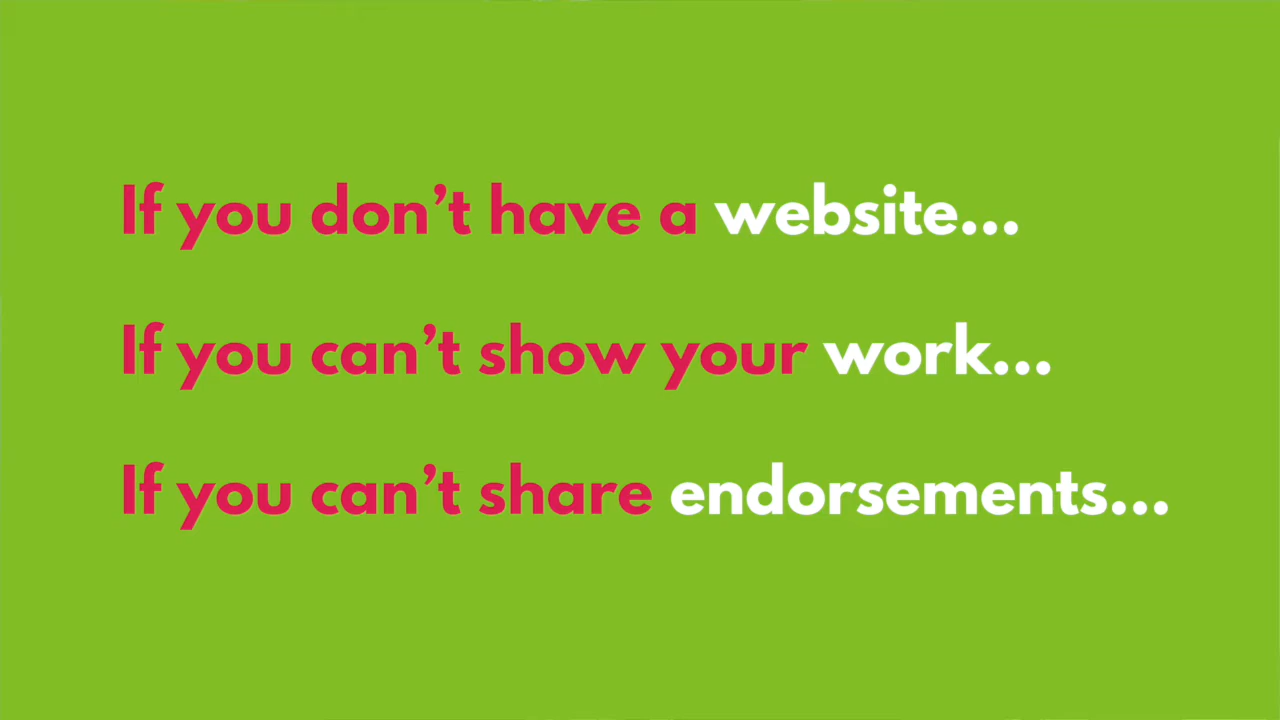 If you don’t have a website...
If you can’t show your work...
If you can’t share endorsements...